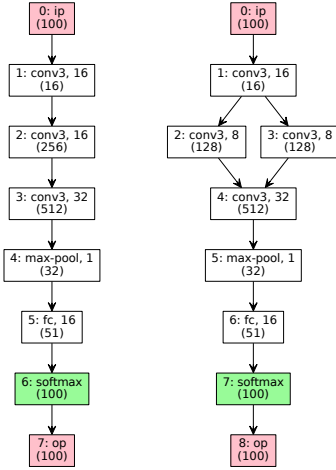 0: ip
(100)
1: conv3, 16
(16)
2: conv3, 16
(256)
3: conv3, 32
(512)
4: max-pool, 1
(32)
5: fc, 16
(51)
6: softmax
(100)
7: op
(100)
0: ip
(100)
1: conv3, 16
(16)
2: conv3, 8
(128)
3: conv3, 8
(128)
4: conv3, 32
(512)
5: max-pool, 1
(32)
6: fc, 16
(51)
7: softmax
(100)
8: op
(100)